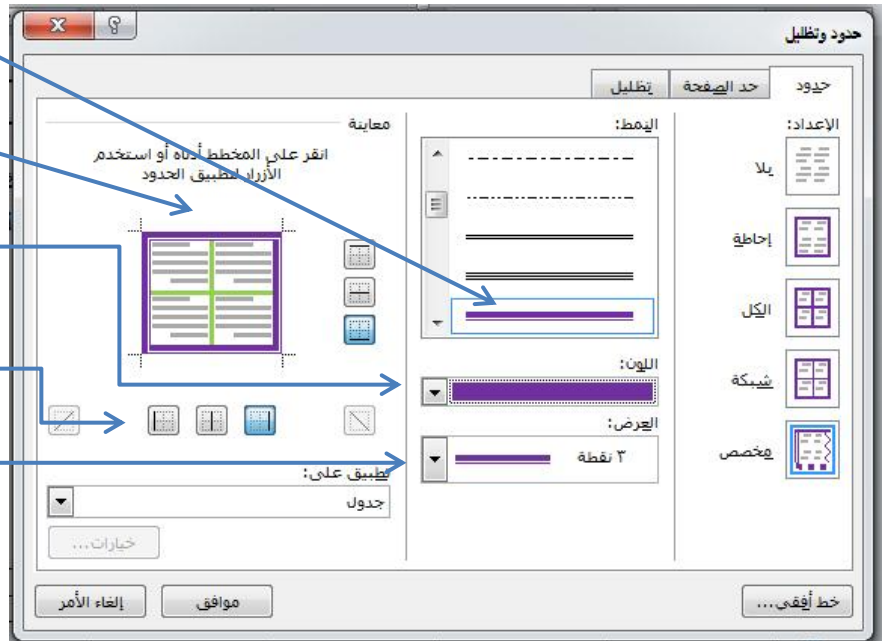 حدود وتظليل
حدود
حد الصفحة
تظليل
الإعداد:
بلا
إحاطة
الكل
شبكة
مخصص
النمط:
اللون:
العرض:
٣ نقطة
معاينة
انقر على المخطط أدناه أو استخدم
الأزرار لتطبيق الحدود
تطبيق على:
جدول
خيارات...
خط أفقي...
موافق
إلغاء الأمر